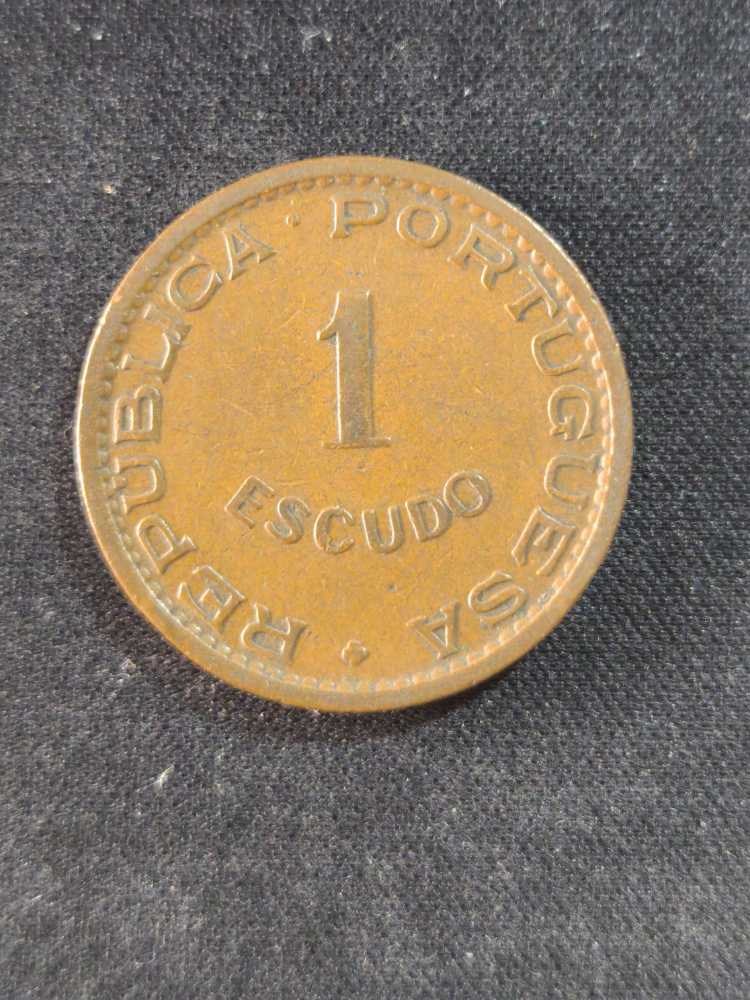 REPUBLICA · PORTUGUESA ·
1
ESCUDO